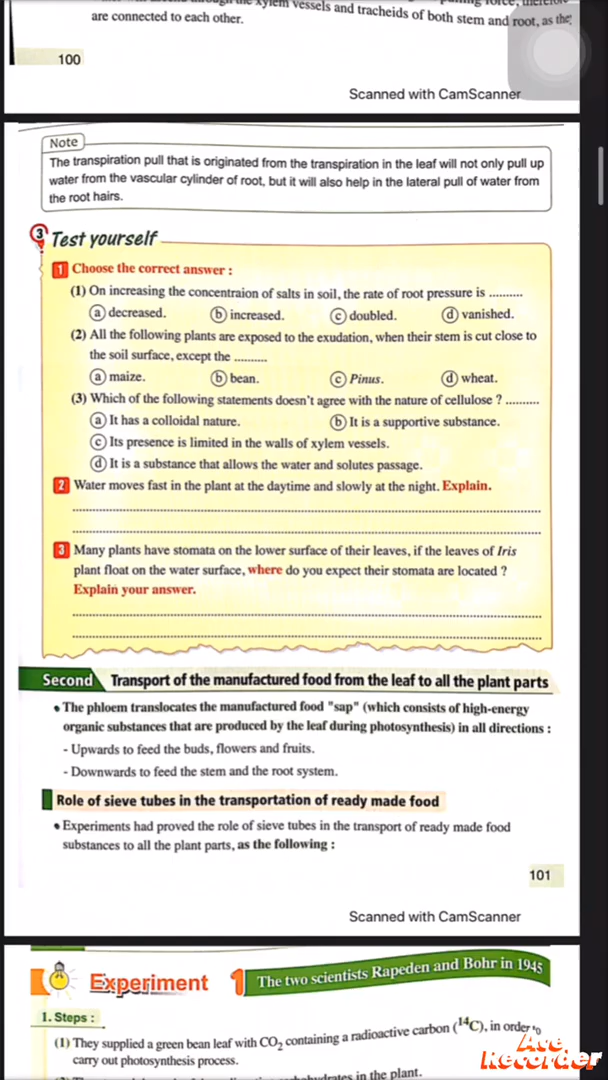 xylem vessels and tracheids of both stem and root, as the
are connected to each other.
100
Scanned with CamScanner
Note
The transpiration pull that is originated from the transpiration in the leaf will not only pull up
water from the vascular cylinder of root, but it will also help in the lateral pull of water from
the root hairs.
3 Test yourself
1 Choose the correct answer :
(1) On increasing the concentraion of salts in soil, the rate of root pressure is ..........
a decreased. b increased. c doubled. d vanished.
(2) All the following plants are exposed to the exudation, when their stem is cut close to
the soil surface, except the ..........
a maize. b bean. c Pinus. d wheat.
(3) Which of the following statements doesn't agree with the nature of cellulose ? ..........
a It has a colloidal nature. b It is a supportive substance.
c Its presence is limited in the walls of xylem vessels.
d It is a substance that allows the water and solutes passage.
2 Water moves fast in the plant at the daytime and slowly at the night. Explain.
3 Many plants have stomata on the lower surface of their leaves, if the leaves of Iris
plant float on the water surface, where do you expect their stomata are located ?
Explain your answer.
Second Transport of the manufactured food from the leaf to all the plant parts
• The phloem translocates the manufactured food "sap" (which consists of high-energy
organic substances that are produced by the leaf during photosynthesis) in all directions :
- Upwards to feed the buds, flowers and fruits.
- Downwards to feed the stem and the root system.
Role of sieve tubes in the transportation of ready made food
• Experiments had proved the role of sieve tubes in the transport of ready made food
substances to all the plant parts, as the following :
101
Scanned with CamScanner
Experiment 1 The two scientists Rapeden and Bohr in 1945
1. Steps :
(1) They supplied a green bean leaf with CO₂ containing a radioactive carbon (¹⁴C), in order to
carry out photosynthesis process.
in the plant.
Ave
Recorder